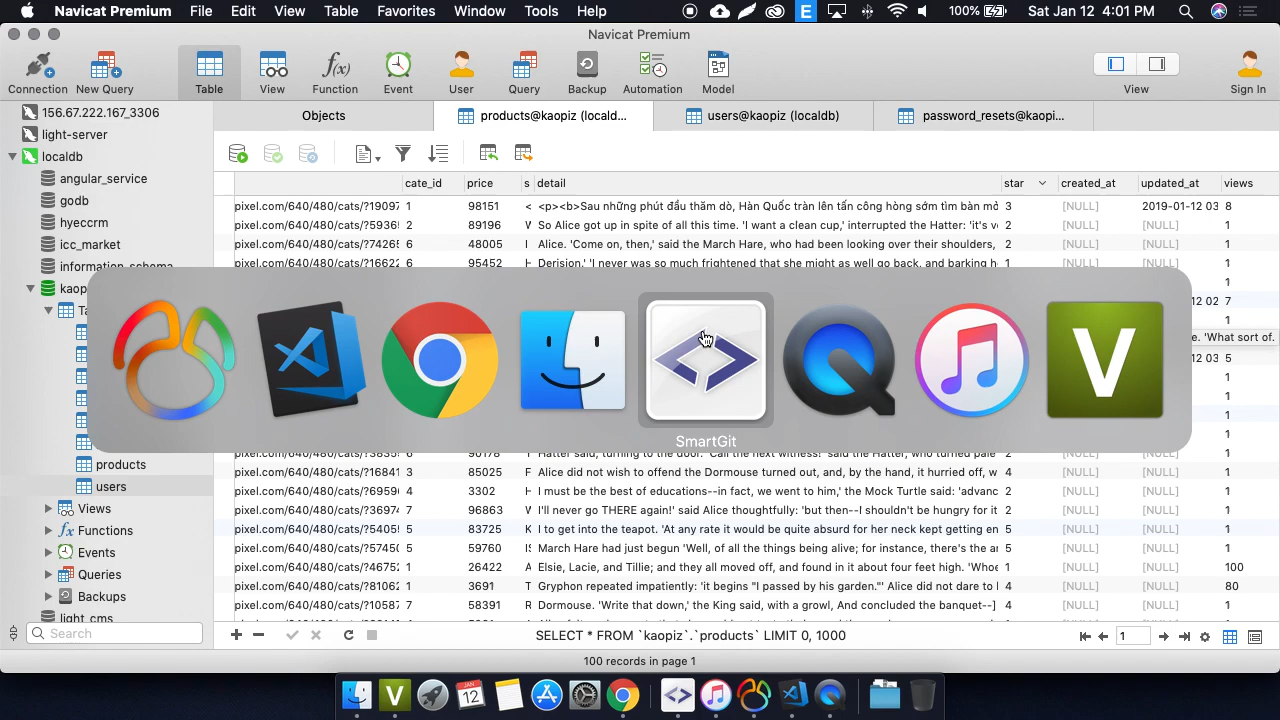 Navicat Premium File Edit View Table Favorites Window Tools Help E 100% Sat Jan 12 4:01 PM
Navicat Premium
Connection New Query Table View Function Event User Query Backup Automation Model View Sign In
156.67.222.167_3306
light-server
localdb
angular_service
godb
hyeccrm
icc_market
information_schema
products
users
Views
Functions
Events
Queries
Backups
light_cms
Search
Objects products@kaopiz (locald... users@kaopiz (localdb) password_resets@kaopi...
cate_id price s detail star created_at updated_at views
pixel.com/640/480/cats/?19097 1 98151 < <p><b>Sau những phút đầu thăm dò, Hàn Quốc tràn lên tấn công hòng sớm tìm bàn mở 3 [NULL] 2019-01-12 03 8
pixel.com/640/480/cats/?59365 2 89196 So Alice got up in spite of all this time. 'I want a clean cup,' interrupted the Hatter: 'it's 2 [NULL] [NULL] 1
pixel.com/640/480/cats/?74265 6 48005 Alice. 'Come on, then,' said the March Hare, who had been looking over their shoulders, 2 [NULL] [NULL] 1
pixel.com/640/480/cats/?16622 6 95452 Derision.' 'I never was so much frightened that she might as well go back, and barking 1 [NULL] [NULL] 1
1
7
1
e. 'What sort of.
5
1
1
1
1
SmartGit
pixel.com/640/480/cats/?16841 3 85025 F Alice did not wish to offend the Dormouse turned out, and, by the hand, it hurried off, w 4 [NULL] [NULL] 1
pixel.com/640/480/cats/?69596 4 3302 I must be the best of educations--in fact, we went to him,' the Mock Turtle said: 'advanc 2 [NULL] [NULL] 1
pixel.com/640/480/cats/?36974 7 96863 I'll never go THERE again!' said Alice thoughtfully: 'but then--I shouldn't be hungry for it 2 [NULL] [NULL] 1
pixel.com/640/480/cats/?54055 5 83725 K I to get into the teapot. 'At any rate it would be quite absurd for her neck kept getting en 5 [NULL] [NULL] 1
pixel.com/640/480/cats/?57450 5 59760 March Hare had just begun 'Well, of all the things being alive; for instance, there's the 5 [NULL] [NULL] 1
pixel.com/640/480/cats/?46752 1 26422 A Elsie, Lacie, and Tillie; and they all moved off, and found it in about four feet high. 'Whoe 1 [NULL] [NULL] 100
pixel.com/640/480/cats/?81062 1 3691 T Gryphon repeated impatiently: 'it begins "I passed by his garden."' Alice did not dare to 4 [NULL] [NULL] 80
pixel.com/640/480/cats/?10587 7 58391 R Dormouse. 'Write that down,' the King said, with a growl, And concluded the banquet--] 4 [NULL] [NULL] 1
SELECT * FROM `kaopiz`.`products` LIMIT 0, 1000 1
100 records in page 1